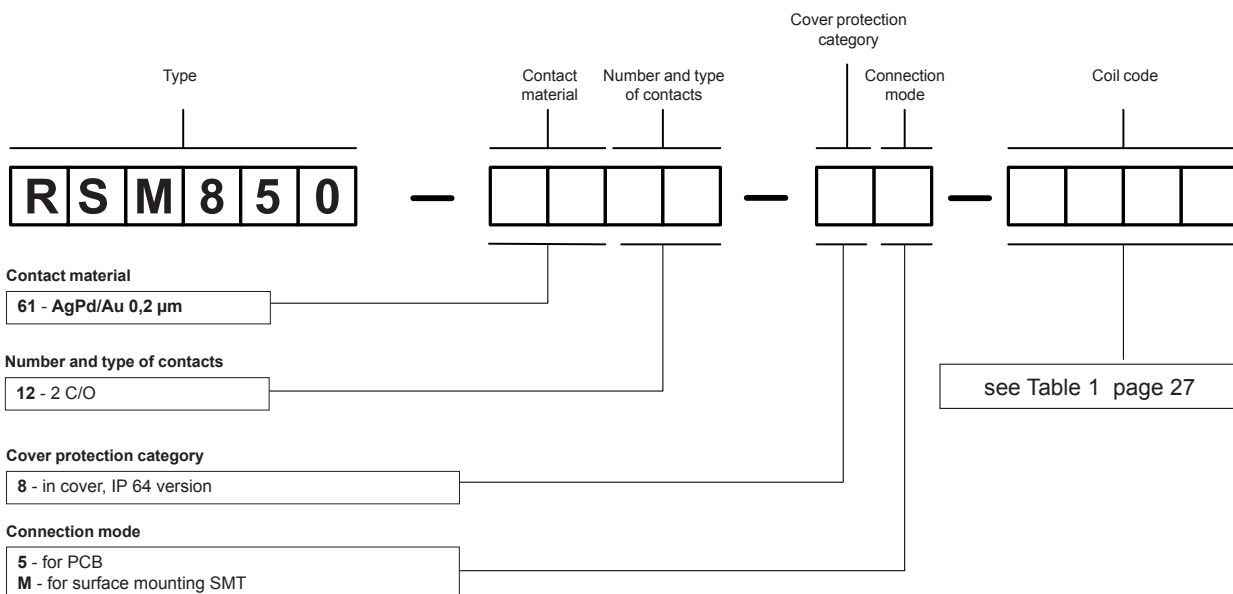 Cover protection
category
Type
Contact
material
Number and type
of contacts
Connection
mode
Coil code
RSM850 — — —
Contact material
61 - AgPd/Au 0,2 µm
Number and type of contacts
12 - 2 C/O
see Table 1 page 27
Cover protection category
8 - in cover, IP 64 version
Connection mode
5 - for PCB
M - for surface mounting SMT